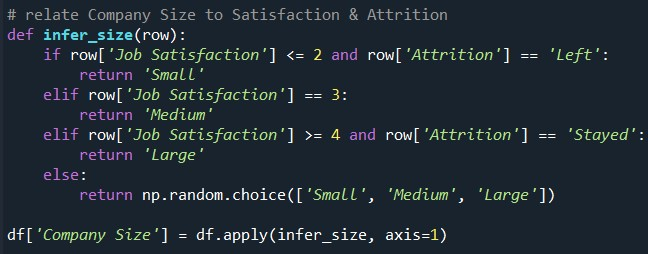 # relate Company Size to Satisfaction & Attrition
def infer_size(row):
    if row['Job Satisfaction'] <= 2 and row['Attrition'] == 'Left':
        return 'Small'
    elif row['Job Satisfaction'] == 3:
        return 'Medium'
    elif row['Job Satisfaction'] >= 4 and row['Attrition'] == 'Stayed':
        return 'Large'
    else:
        return np.random.choice(['Small', 'Medium', 'Large'])

df['Company Size'] = df.apply(infer_size, axis=1)